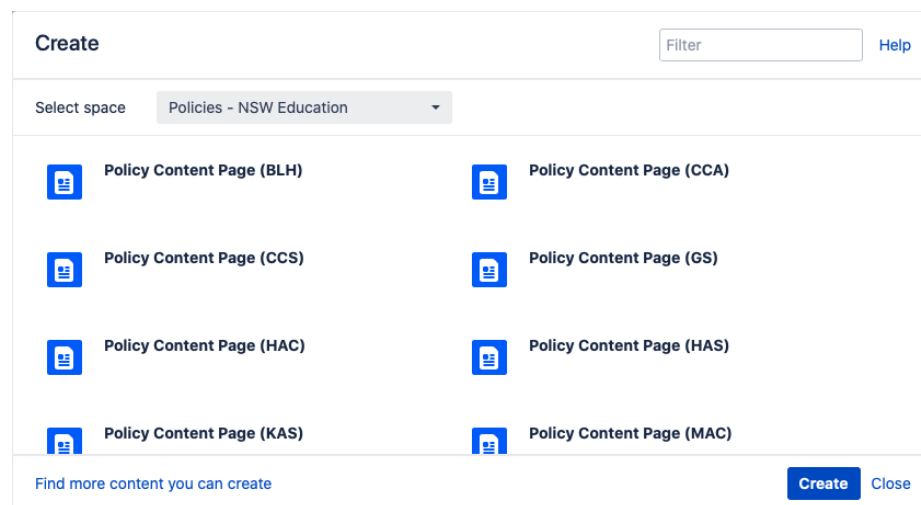 Create
Filter
Help
Select space
Policies - NSW Education
Policy Content Page (BLH)
Policy Content Page (CCA)
Policy Content Page (CCS)
Policy Content Page (GS)
Policy Content Page (HAC)
Policy Content Page (HAS)
Policy Content Page (KAS)
Policy Content Page (MAC)
Find more content you can create
Create
Close